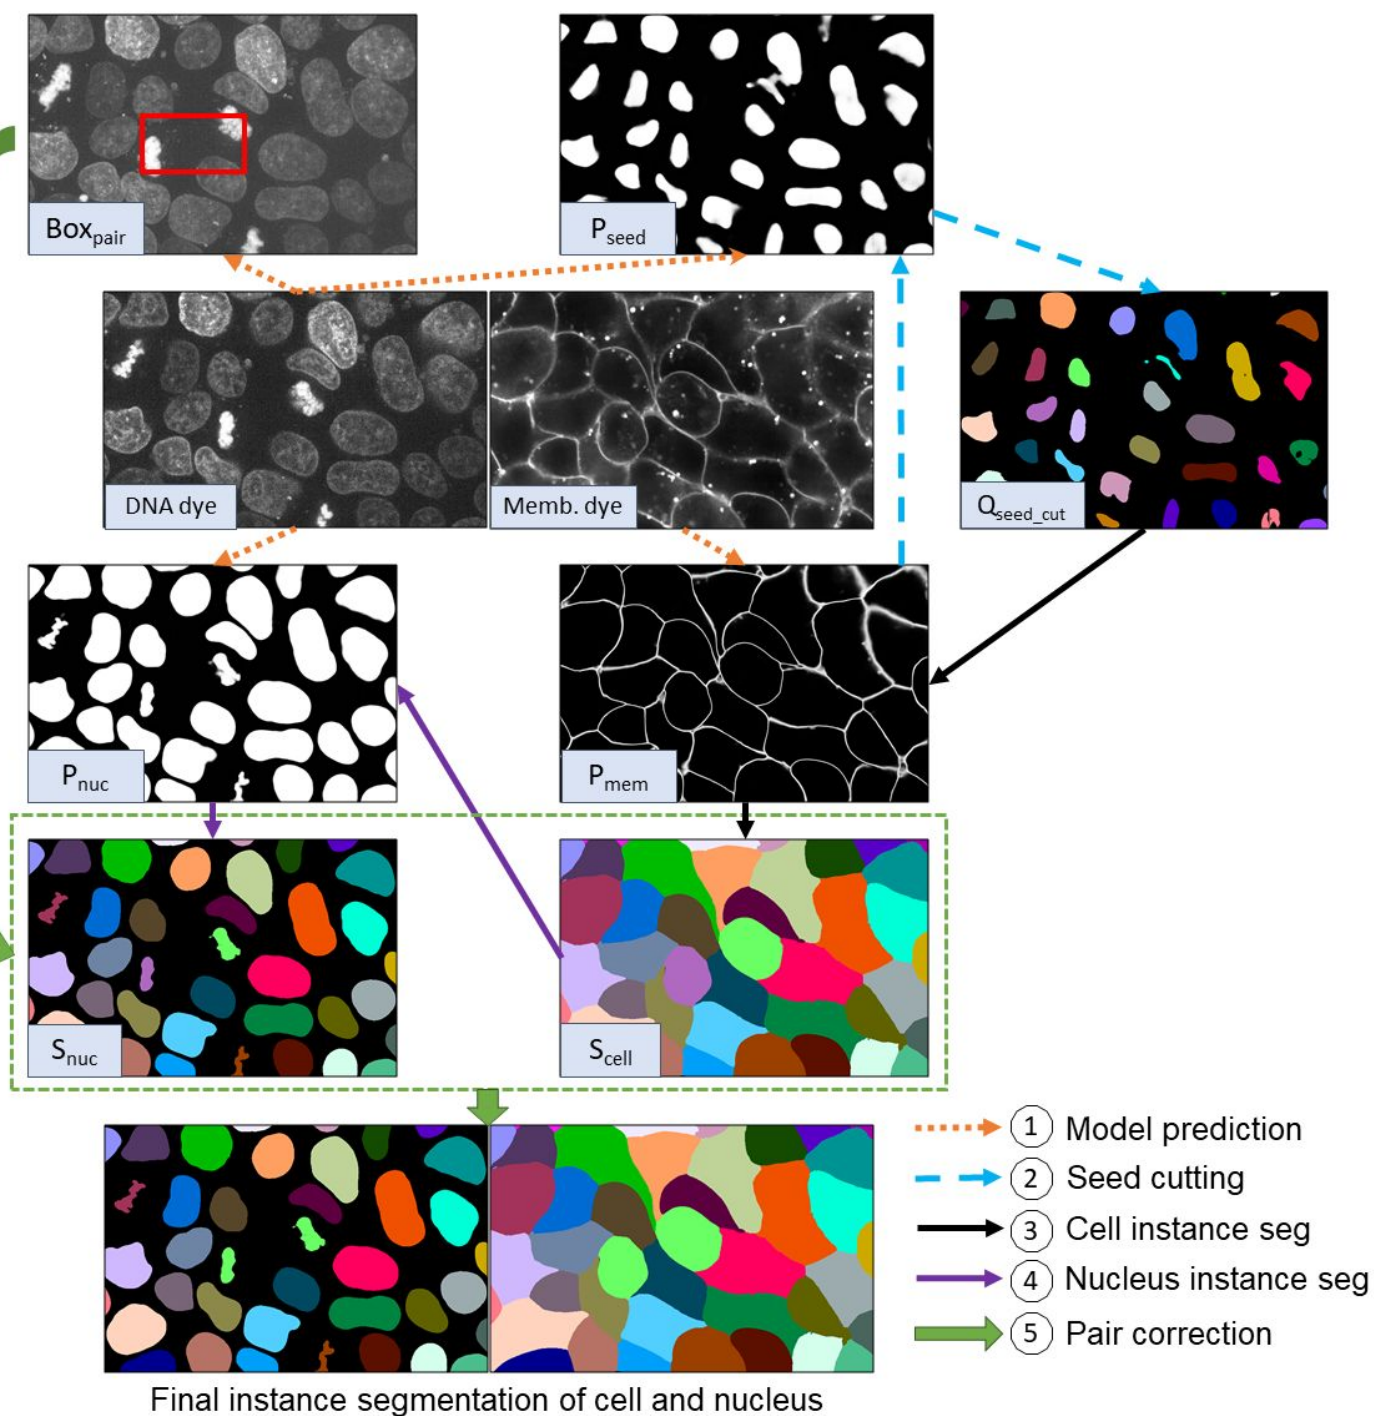 Box_pair
P_seed
DNA dye
Memb. dye
Q_seed_cut
P_nuc
P_mem
S_nuc
S_cell
1 Model prediction
2 Seed cutting
3 Cell instance seg
4 Nucleus instance seg
5 Pair correction
Final instance segmentation of cell and nucleus